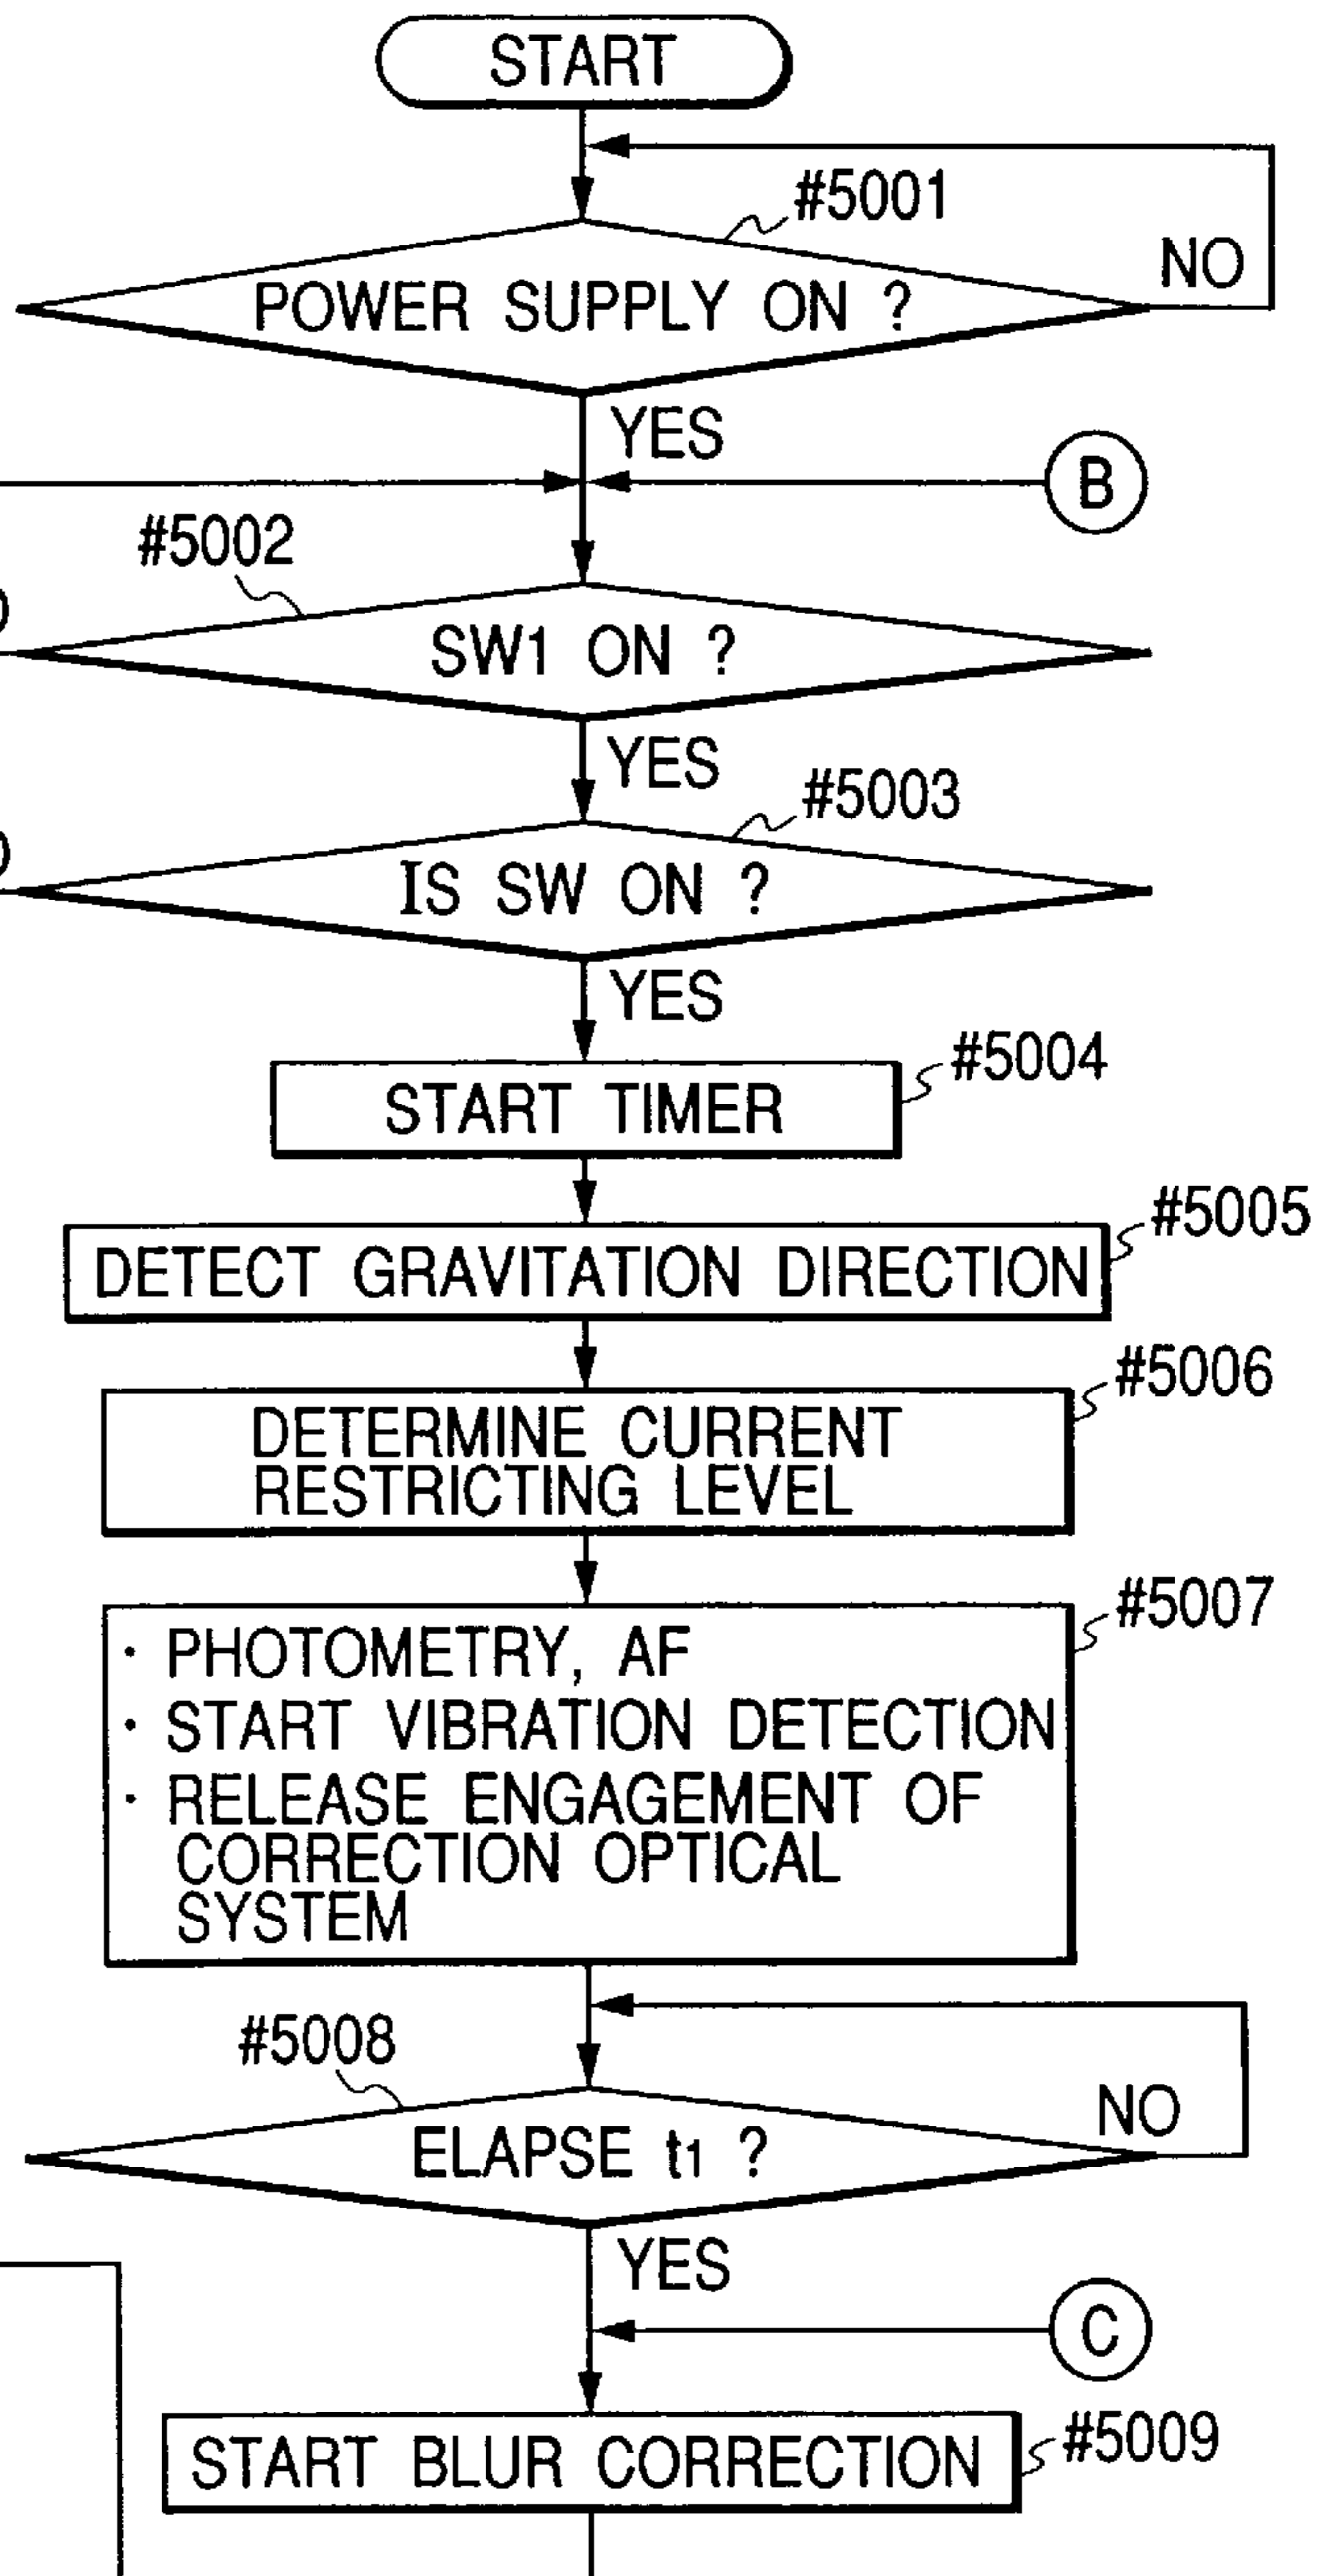 START
#5001
NO
POWER SUPPLY ON ?
YES
B
#5002
SW1 ON ?
YES
#5003
IS SW ON ?
YES
#5004
START TIMER
#5005
DETECT GRAVITATION DIRECTION
#5006
DETERMINE CURRENT
RESTRICTING LEVEL
#5007
· PHOTOMETRY, AF
· START VIBRATION DETECTION
· RELEASE ENGAGEMENT OF
CORRECTION OPTICAL
SYSTEM
#5008
NO
ELAPSE t1 ?
YES
C
START BLUR CORRECTION
#5009